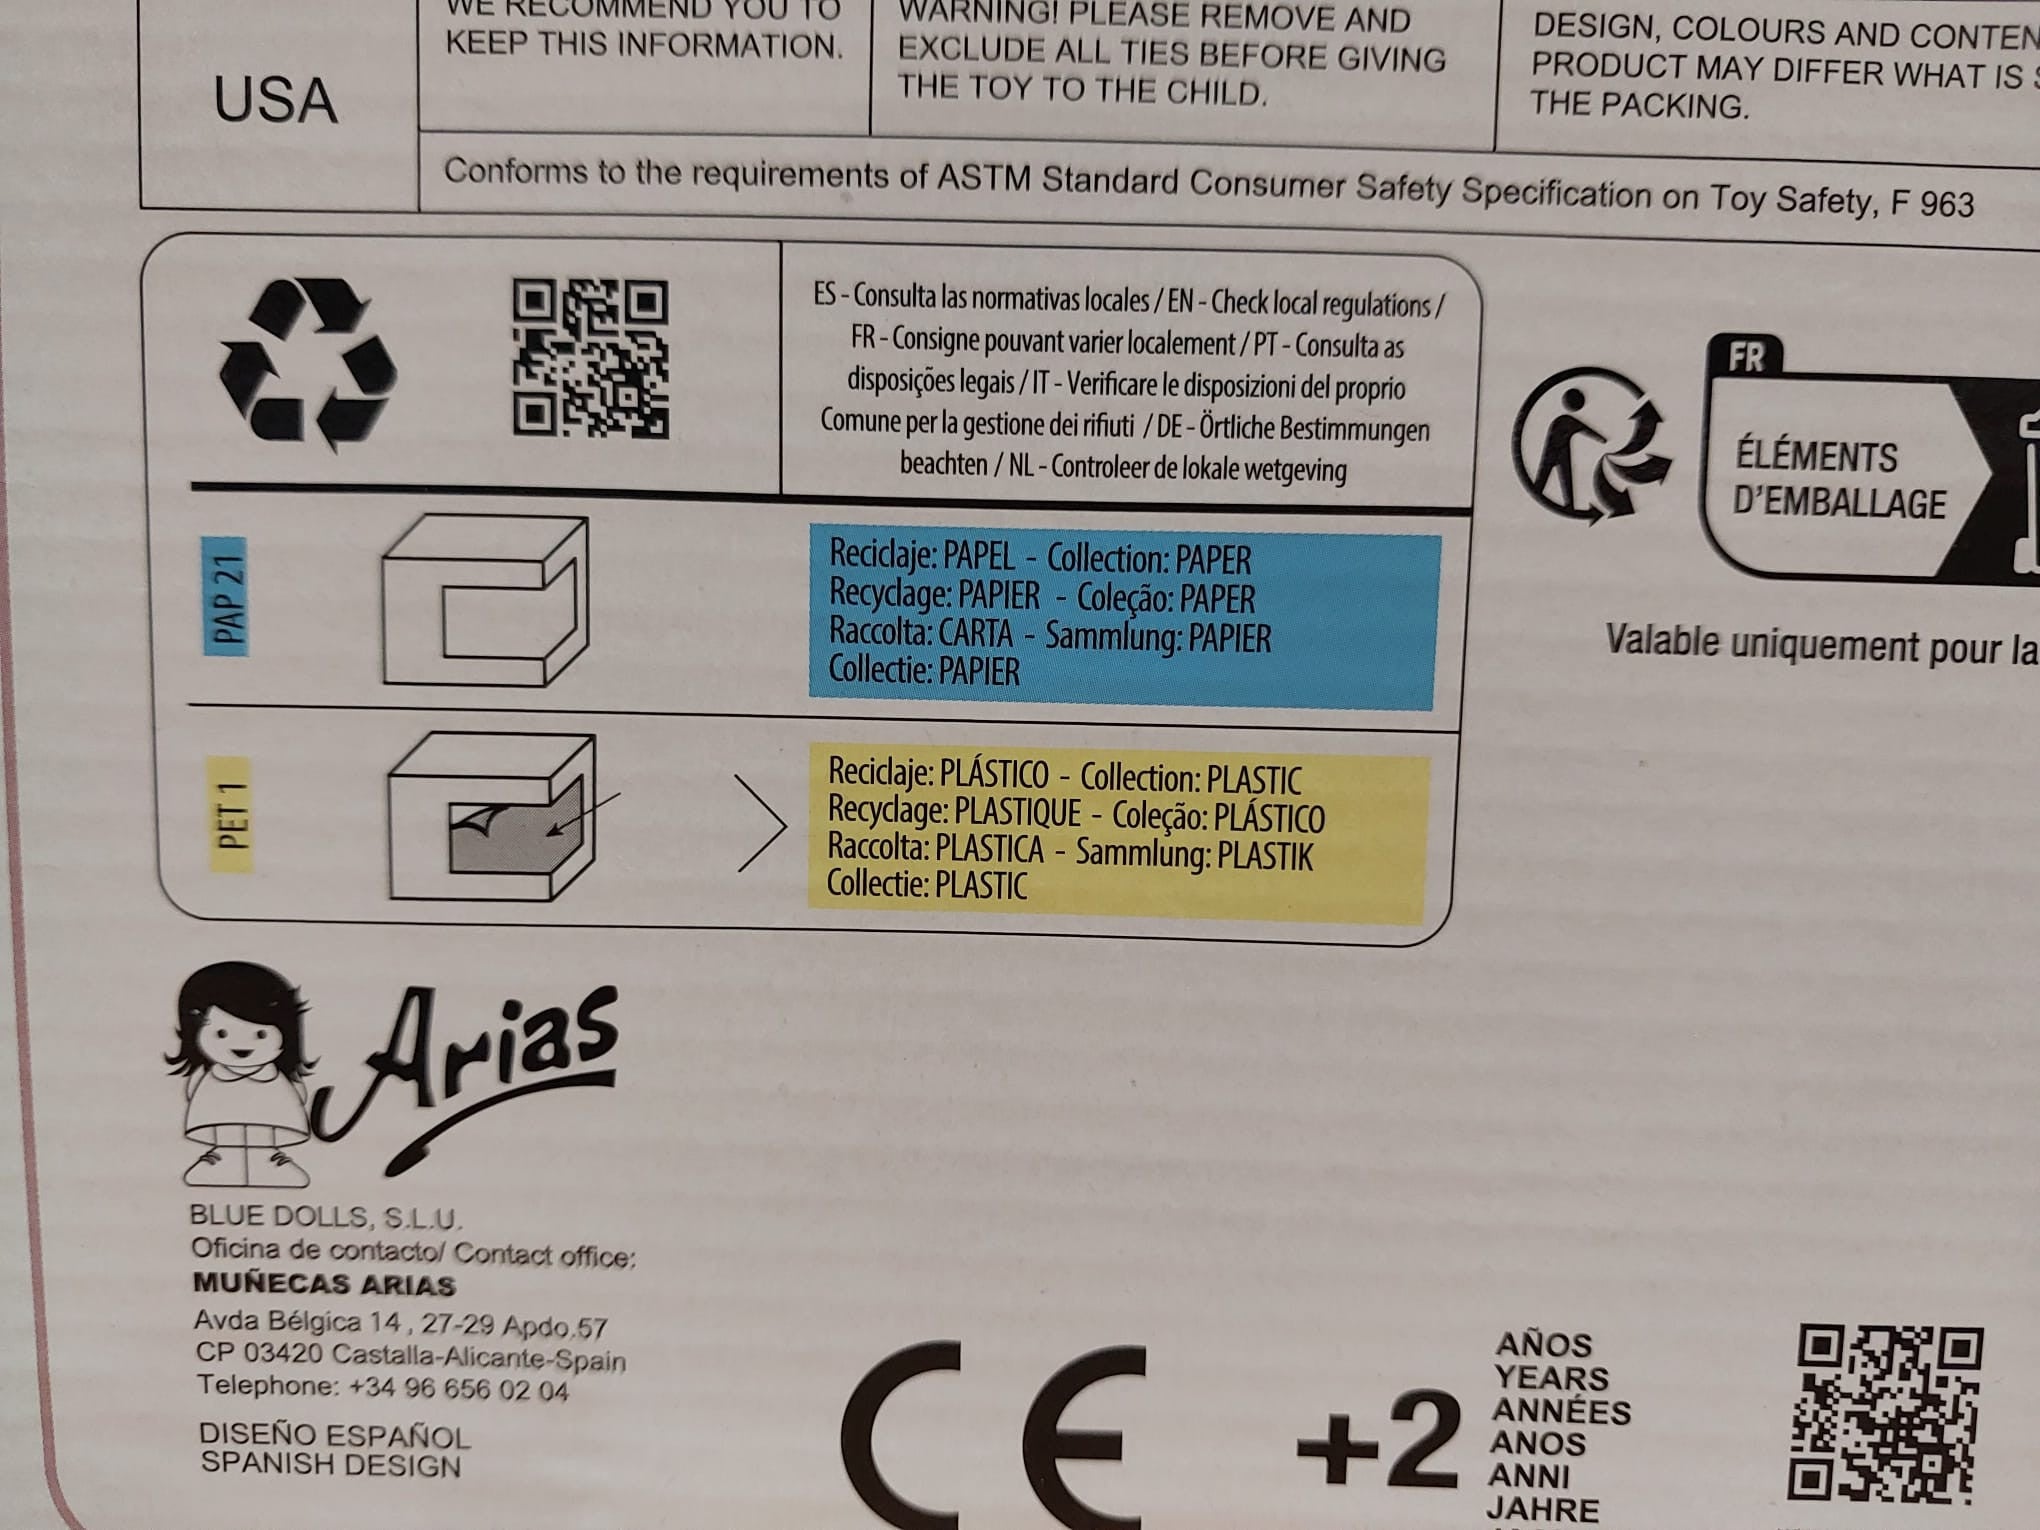 USA
WE RECOMMEND YOU TO
KEEP THIS INFORMATION.
WARNING! PLEASE REMOVE AND
EXCLUDE ALL TIES BEFORE GIVING
THE TOY TO THE CHILD.
DESIGN, COLOURS AND CONTEN
PRODUCT MAY DIFFER WHAT IS
THE PACKING.
Conforms to the requirements of ASTM Standard Consumer Safety Specification on Toy Safety, F 963
ES - Consulta las normativas locales / EN - Check local regulations /
FR - Consigne pouvant varier localement / PT - Consulta as
disposições legais / IT - Verificare le disposizioni del proprio
Comune per la gestione dei rifiuti / DE - Örtliche Bestimmungen
beachten / NL - Controleer de lokale wetgeving
FR
ÉLÉMENTS
D'EMBALLAGE
Valable uniquement pour la
PAP 21
Reciclaje: PAPEL - Collection: PAPER
Recyclage: PAPIER - Coleção: PAPER
Raccolta: CARTA - Sammlung: PAPIER
Collectie: PAPIER
PET 1
Reciclaje: PLÁSTICO - Collection: PLASTIC
Recyclage: PLASTIQUE - Coleção: PLÁSTICO
Raccolta: PLASTICA - Sammlung: PLASTIK
Collectie: PLASTIC
Arias
BLUE DOLLS, S.L.U.
Oficina de contacto/ Contact office:
MUÑECAS ARIAS
Avda Bélgica 14 , 27-29 Apdo.57
CP 03420 Castalla-Alicante-Spain
Telephone: +34 96 656 02 04
DISEÑO ESPAÑOL
SPANISH DESIGN
CE
+2
AÑOS
YEARS
ANNÉES
ANOS
ANNI
JAHRE